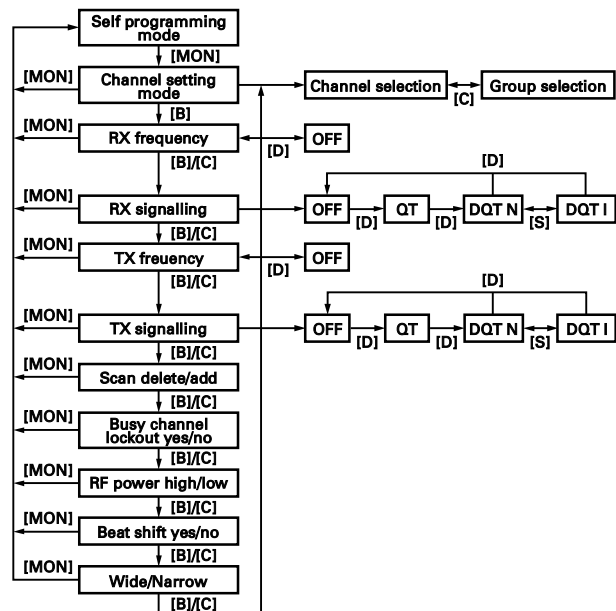 Self programming
mode
[MON]
[MON]
Channel setting
mode
Channel selection
[C]
Group selection
[B]
[MON]
RX frequency
[D]
OFF
[B]/[C]
[D]
[MON]
RX signalling
OFF
[D]
QT
[D]
DQT N
[S]
DQT I
[B]/[C]
[MON]
TX freuency
[D]
OFF
[B]/[C]
[D]
[MON]
TX signalling
OFF
[D]
QT
[D]
DQT N
[S]
DQT I
[B]/[C]
[MON]
Scan delete/add
[B]/[C]
[MON]
Busy channel
lockout yes/no
[B]/[C]
[MON]
RF power high/low
[B]/[C]
[MON]
Beat shift yes/no
[B]/[C]
[MON]
Wide/Narrow
[B]/[C]